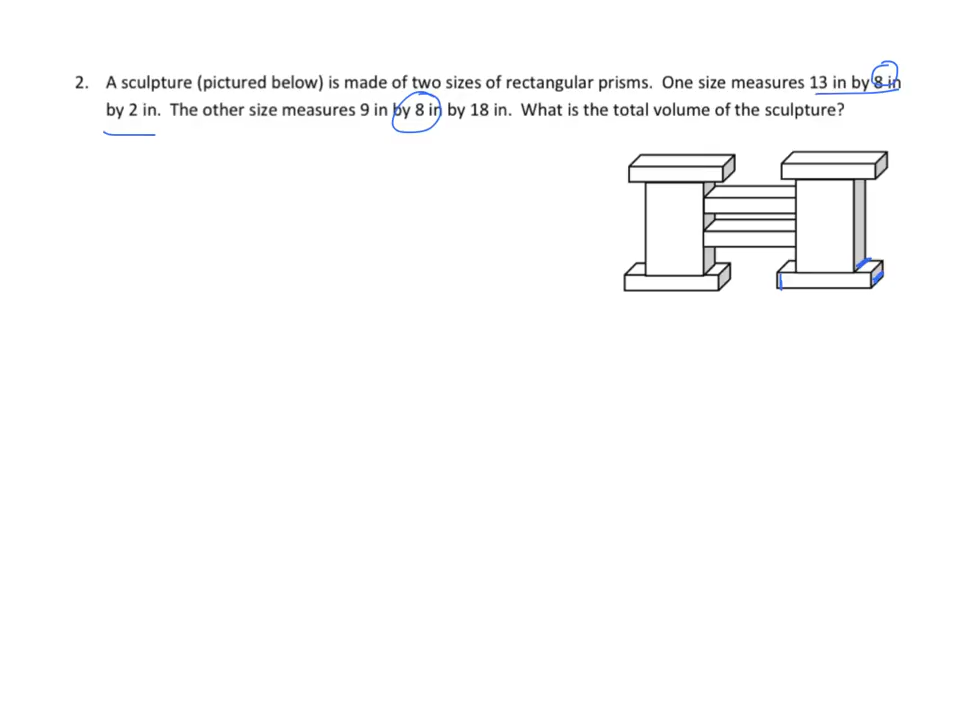 2. A sculpture (pictured below) is made of two sizes of rectangular prisms. One size measures 13 in by 8 in
by 2 in. The other size measures 9 in by 8 in by 18 in. What is the total volume of the sculpture?